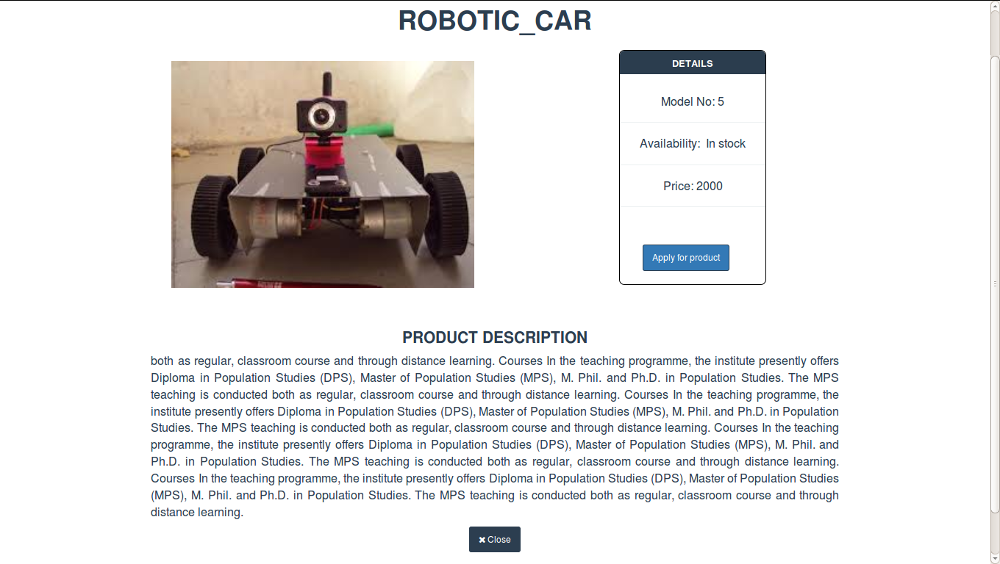 ROBOTIC_CAR
DETAILS
Model No: 5
Availability:  In stock
Price: 2000
Apply for product
PRODUCT DESCRIPTION
both as regular, classroom course and through distance learning. Courses In the teaching programme, the institute presently offers
Diploma in Population Studies (DPS), Master of Population Studies (MPS), M. Phil. and Ph.D. in Population Studies. The MPS
teaching is conducted both as regular, classroom course and through distance learning. Courses In the teaching programme, the
institute presently offers Diploma in Population Studies (DPS), Master of Population Studies (MPS), M. Phil. and Ph.D. in Population
Studies. The MPS teaching is conducted both as regular, classroom course and through distance learning. Courses In the teaching
programme, the institute presently offers Diploma in Population Studies (DPS), Master of Population Studies (MPS), M. Phil. and
Ph.D. in Population Studies. The MPS teaching is conducted both as regular, classroom course and through distance learning.
Courses In the teaching programme, the institute presently offers Diploma in Population Studies (DPS), Master of Population Studies
(MPS), M. Phil. and Ph.D. in Population Studies. The MPS teaching is conducted both as regular, classroom course and through
distance learning.
Close